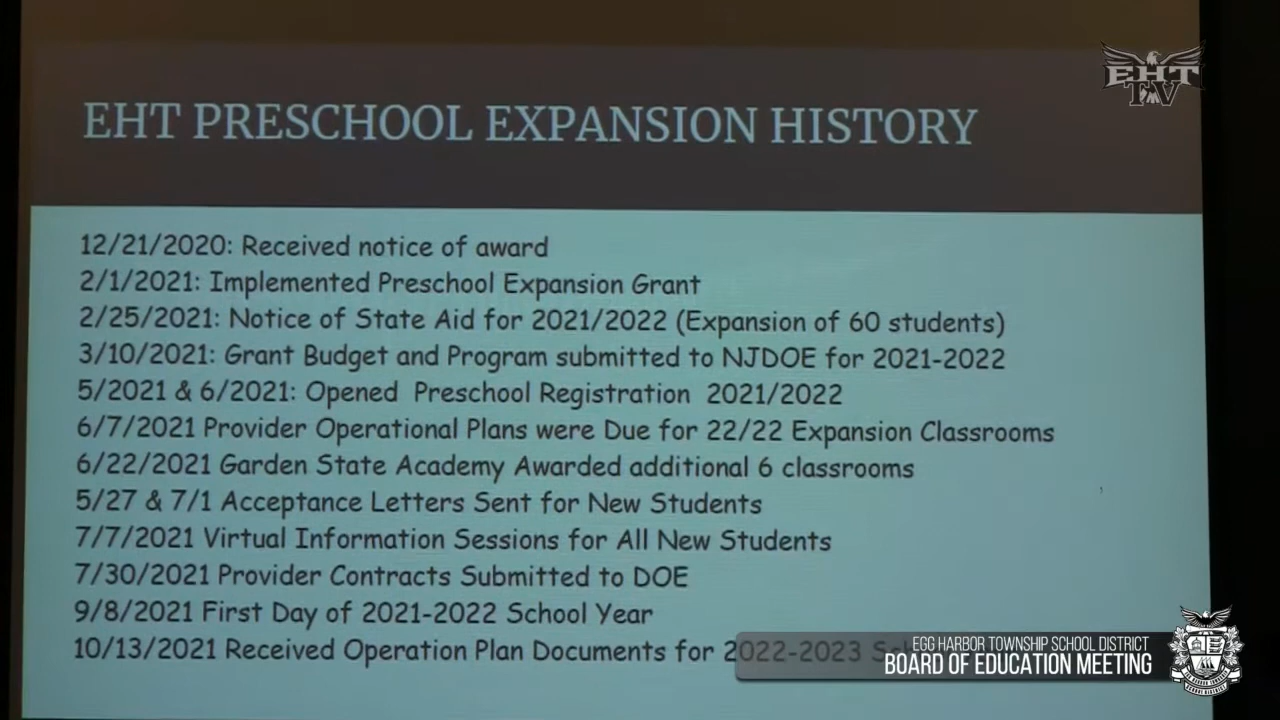 EHT
TV
EHT PRESCHOOL EXPANSION HISTORY
12/21/2020: Received notice of award
2/1/2021: Implemented Preschool Expansion Grant
2/25/2021: Notice of State Aid for 2021/2022 (Expansion of 60 students)
3/10/2021: Grant Budget and Program submitted to NJDOE for 2021-2022
5/2021 & 6/2021: Opened Preschool Registration 2021/2022
6/7/2021 Provider Operational Plans were Due for 22/22 Expansion Classrooms
6/22/2021 Garden State Academy Awarded additional 6 classrooms
5/27 & 7/1 Acceptance Letters Sent for New Students
7/7/2021 Virtual Information Sessions for All New Students
7/30/2021 Provider Contracts Submitted to DOE
9/8/2021 First Day of 2021-2022 School Year
10/13/2021 Received Operation Plan Documents for 2022-2023
EGG HARBOR TOWNSHIP SCHOOL DISTRICT
BOARD OF EDUCATION MEETING